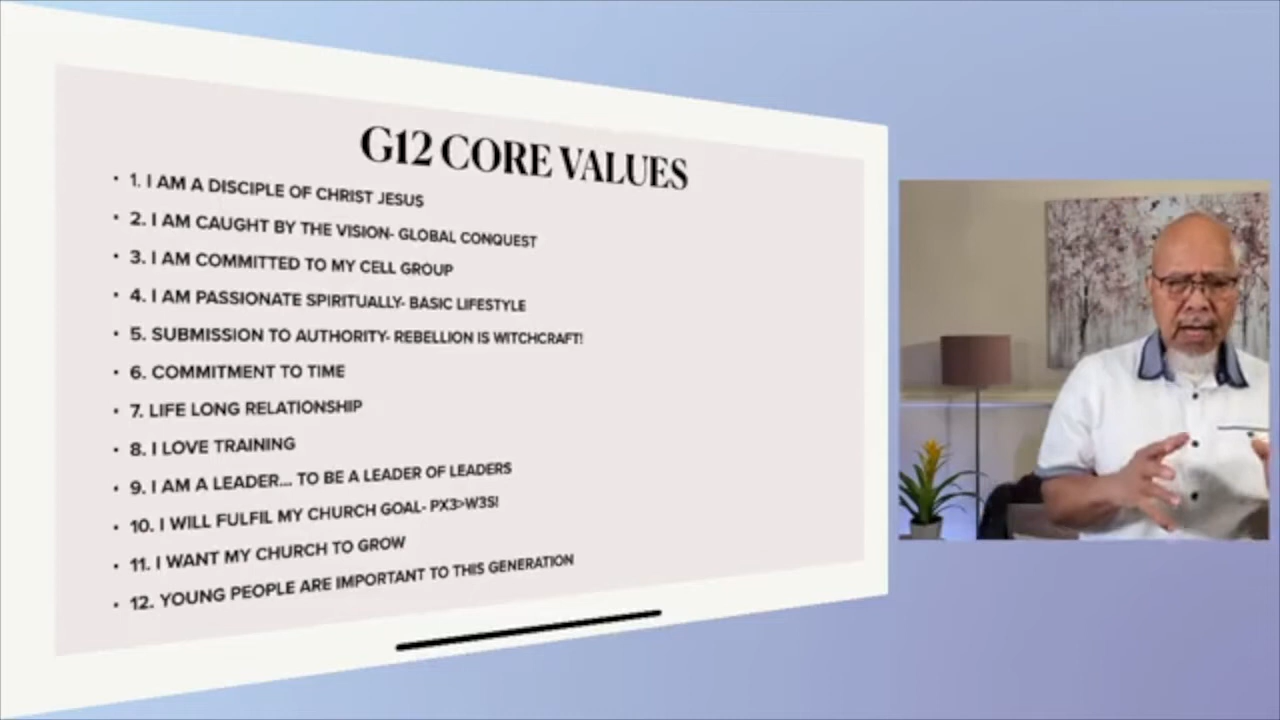 G12 CORE VALUES
• 1. I AM A DISCIPLE OF CHRIST JESUS
• 2. I AM CAUGHT BY THE VISION- GLOBAL CONQUEST
• 3. I AM COMMITTED TO MY CELL GROUP
• 4. I AM PASSIONATE SPIRITUALLY- BASIC LIFESTYLE
• 5. SUBMISSION TO AUTHORITY- REBELLION IS WITCHCRAFT!
• 6. COMMITMENT TO TIME
• 7. LIFE LONG RELATIONSHIP
• 8. I LOVE TRAINING
• 9. I AM A LEADER... TO BE A LEADER OF LEADERS
• 10. I WILL FULFIL MY CHURCH GOAL- PX3>W3S!
• 11. I WANT MY CHURCH TO GROW
• 12. YOUNG PEOPLE ARE IMPORTANT TO THIS GENERATION